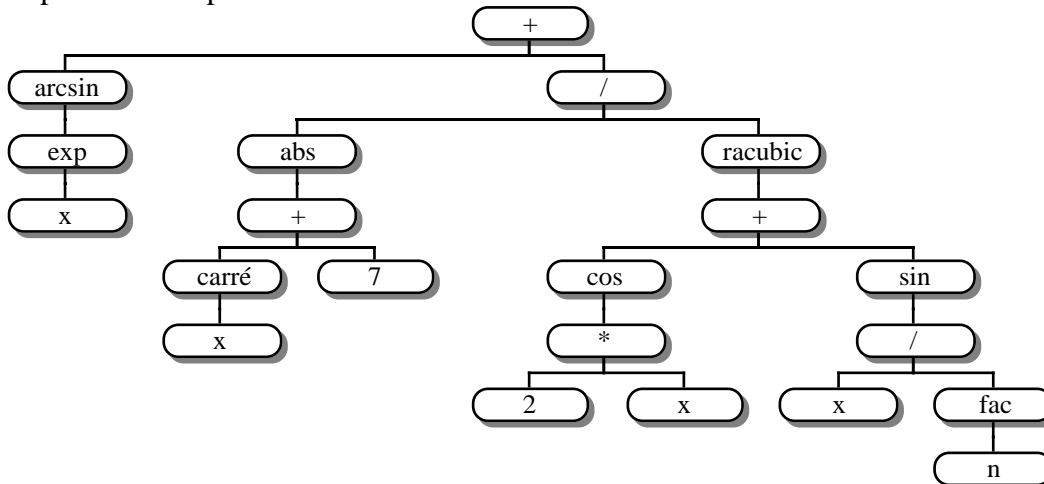 +
arcsin /
exp abs racubic
x + +
carré 7 cos sin
x * /
2 x x fac
n